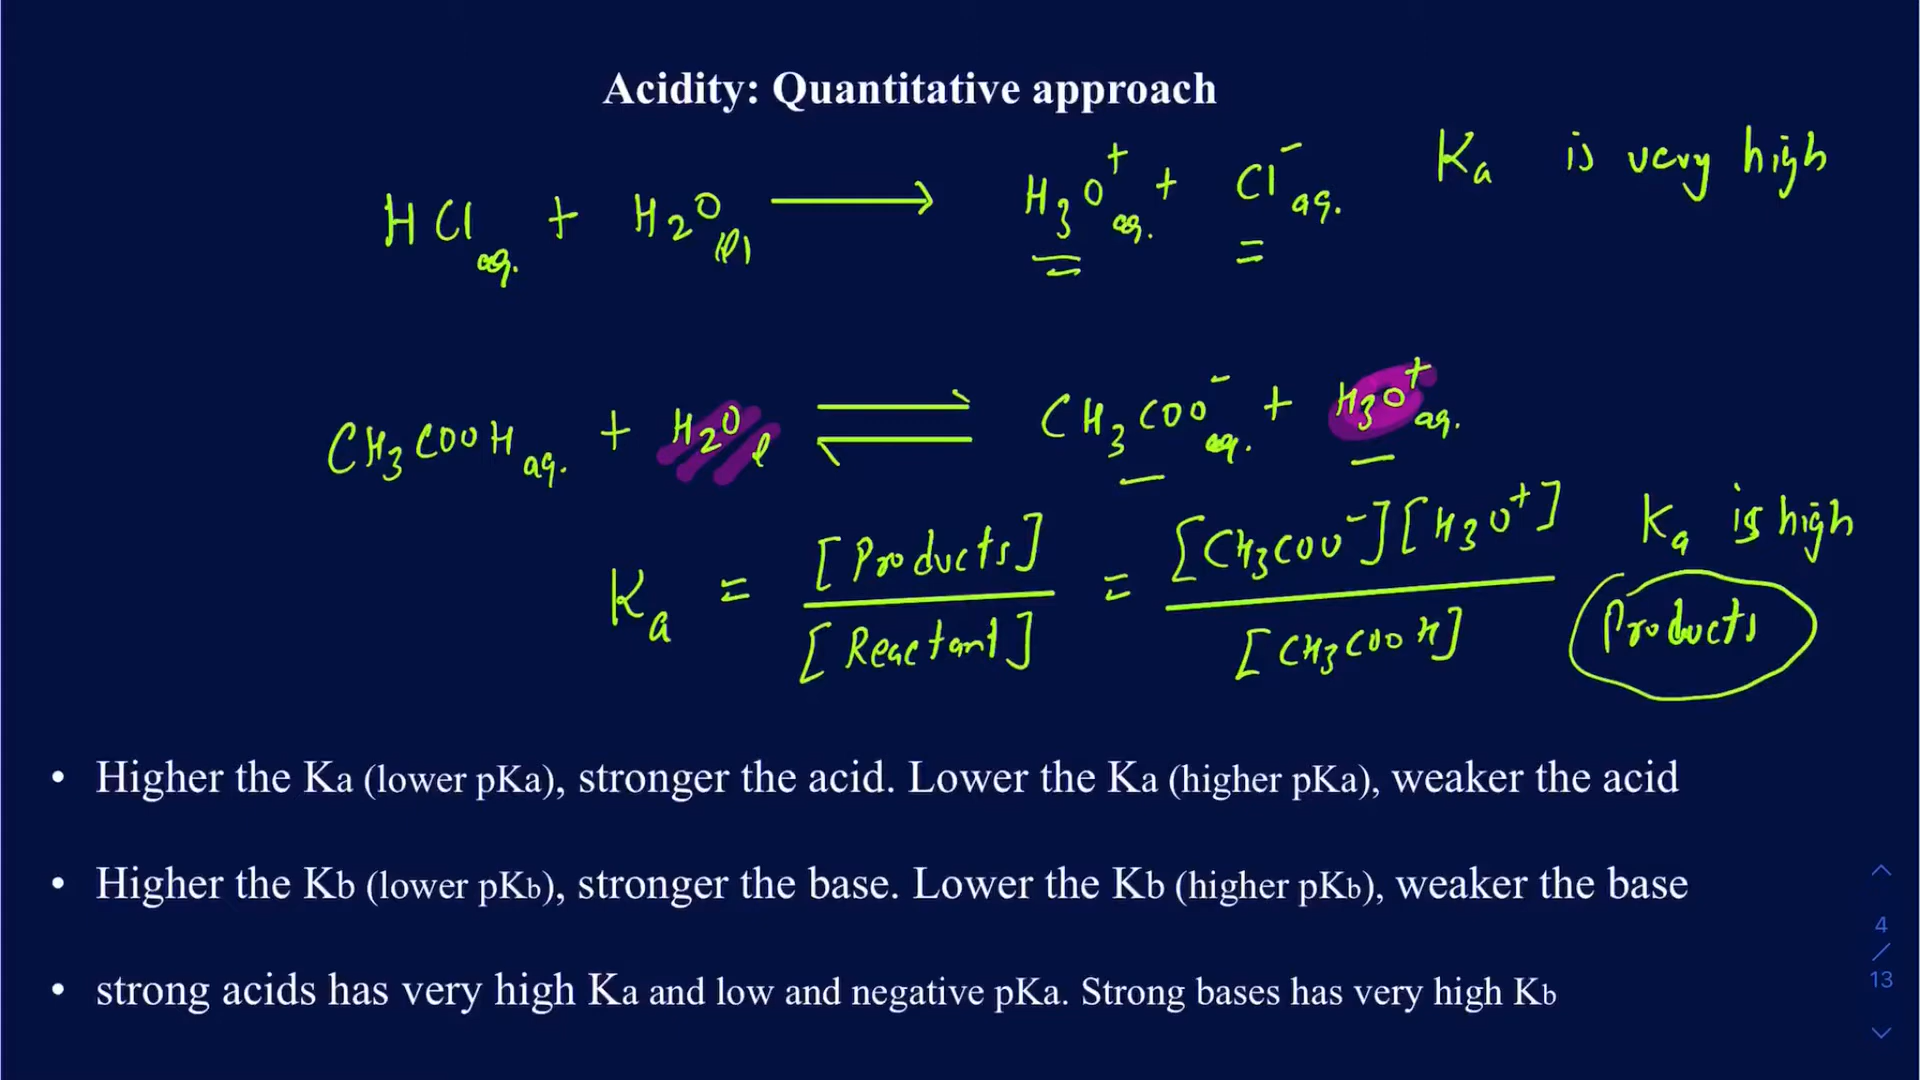 Acidity: Quantitative approach
HCl aq. + H2O (l) ⟶ H3O+ aq. + Cl- aq. Ka is very high
CH3COOH aq. + H2O l ⇌ CH3COO- aq. + H3O+ aq.
Ka = [Products] / [Reactant] = [CH3COO-][H3O+] / [CH3COOH]
Ka is high
Products
• Higher the Ka (lower pKa), stronger the acid. Lower the Ka (higher pKa), weaker the acid
• Higher the Kb (lower pKb), stronger the base. Lower the Kb (higher pKb), weaker the base
• strong acids has very high Ka and low and negative pKa. Strong bases has very high Kb
4
/
13